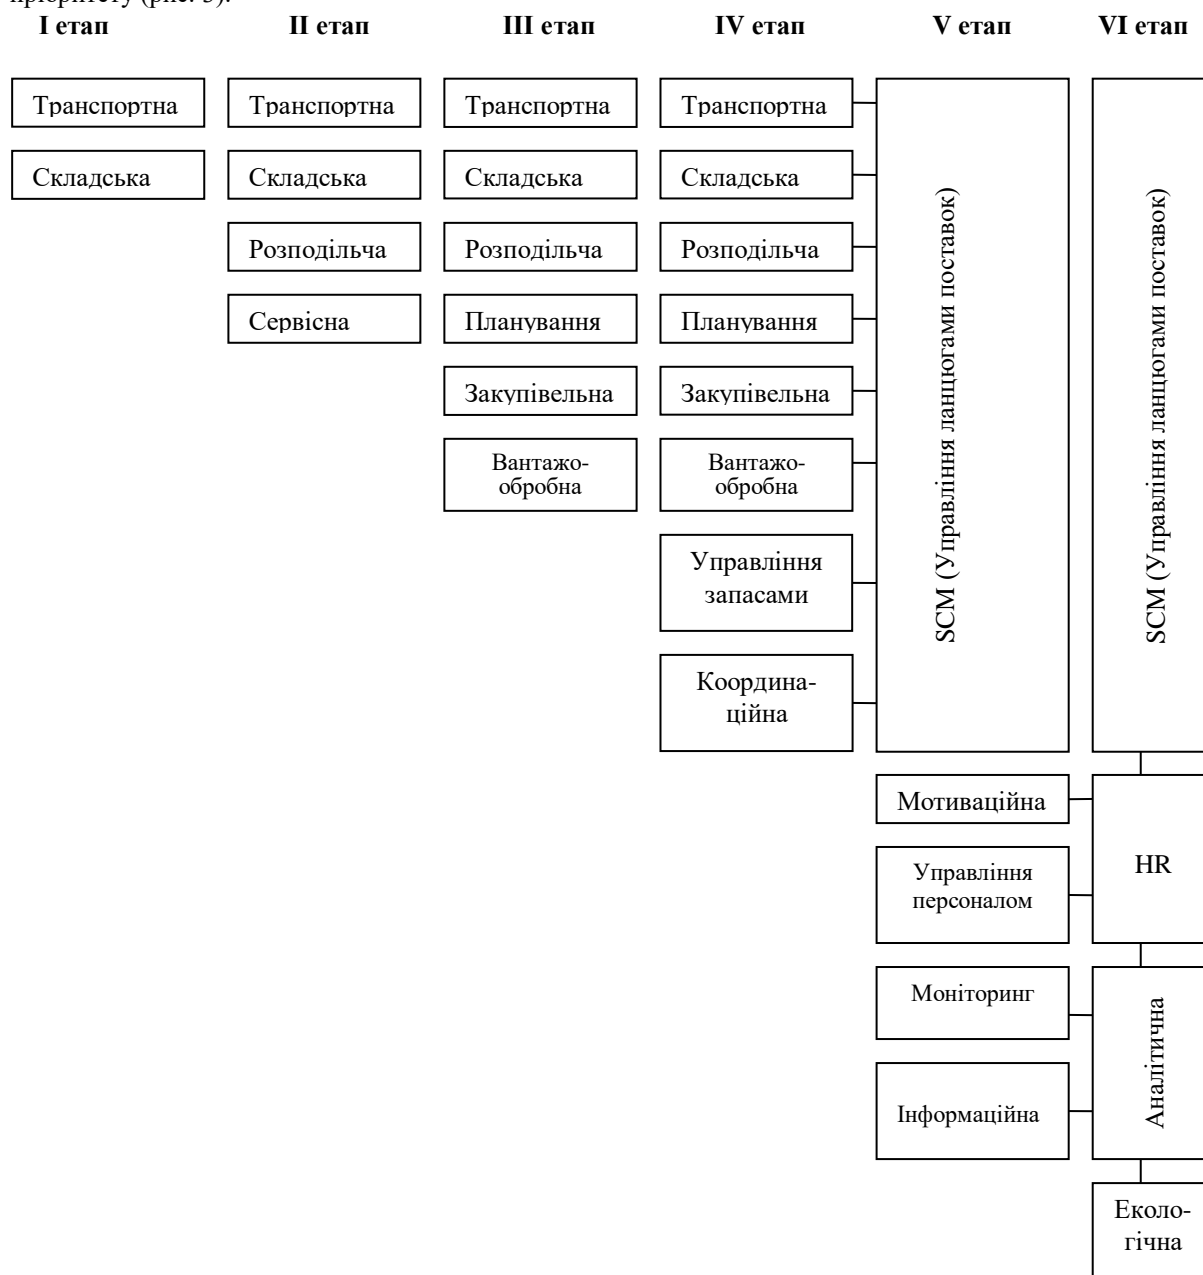 пріоритету (рис. 3).
I етап II етап III етап IV етап V етап VI етап
Транспортна Транспортна Транспортна Транспортна
Складська Складська Складська Складська
Розподільча Розподільча Розподільча
Сервісна Планування Планування
Закупівельна Закупівельна
Вантажо-
обробна
Вантажо-
обробна
Управління
запасами
Координа-
ційна
SCM (Управління ланцюгами поставок)
SCM (Управління ланцюгами поставок)
Мотиваційна
Управління
персоналом
HR
Моніторинг
Інформаційна
Аналітична
Еколо-
гічна